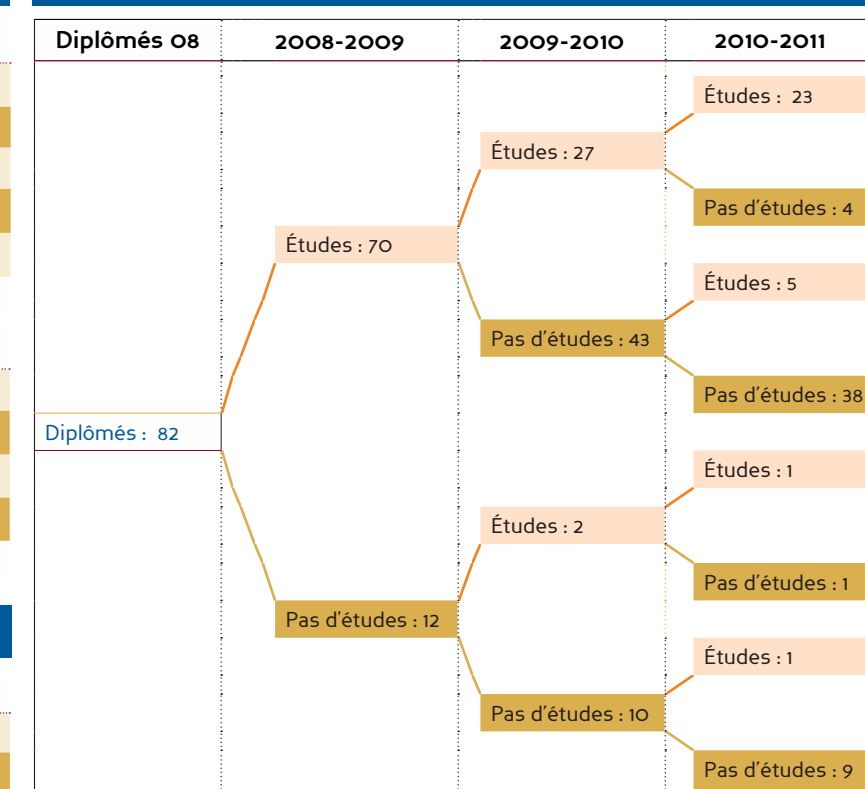 Diplômés 08 2008-2009 2009-2010 2010-2011
Études : 23
Études : 27
Pas d'études : 4
Études : 70
Études : 5
Pas d'études : 43
Pas d'études : 38
Diplômés : 82
Études : 1
Études : 2
Pas d'études : 1
Pas d'études : 12
Études : 1
Pas d'études : 10
Pas d'études : 9